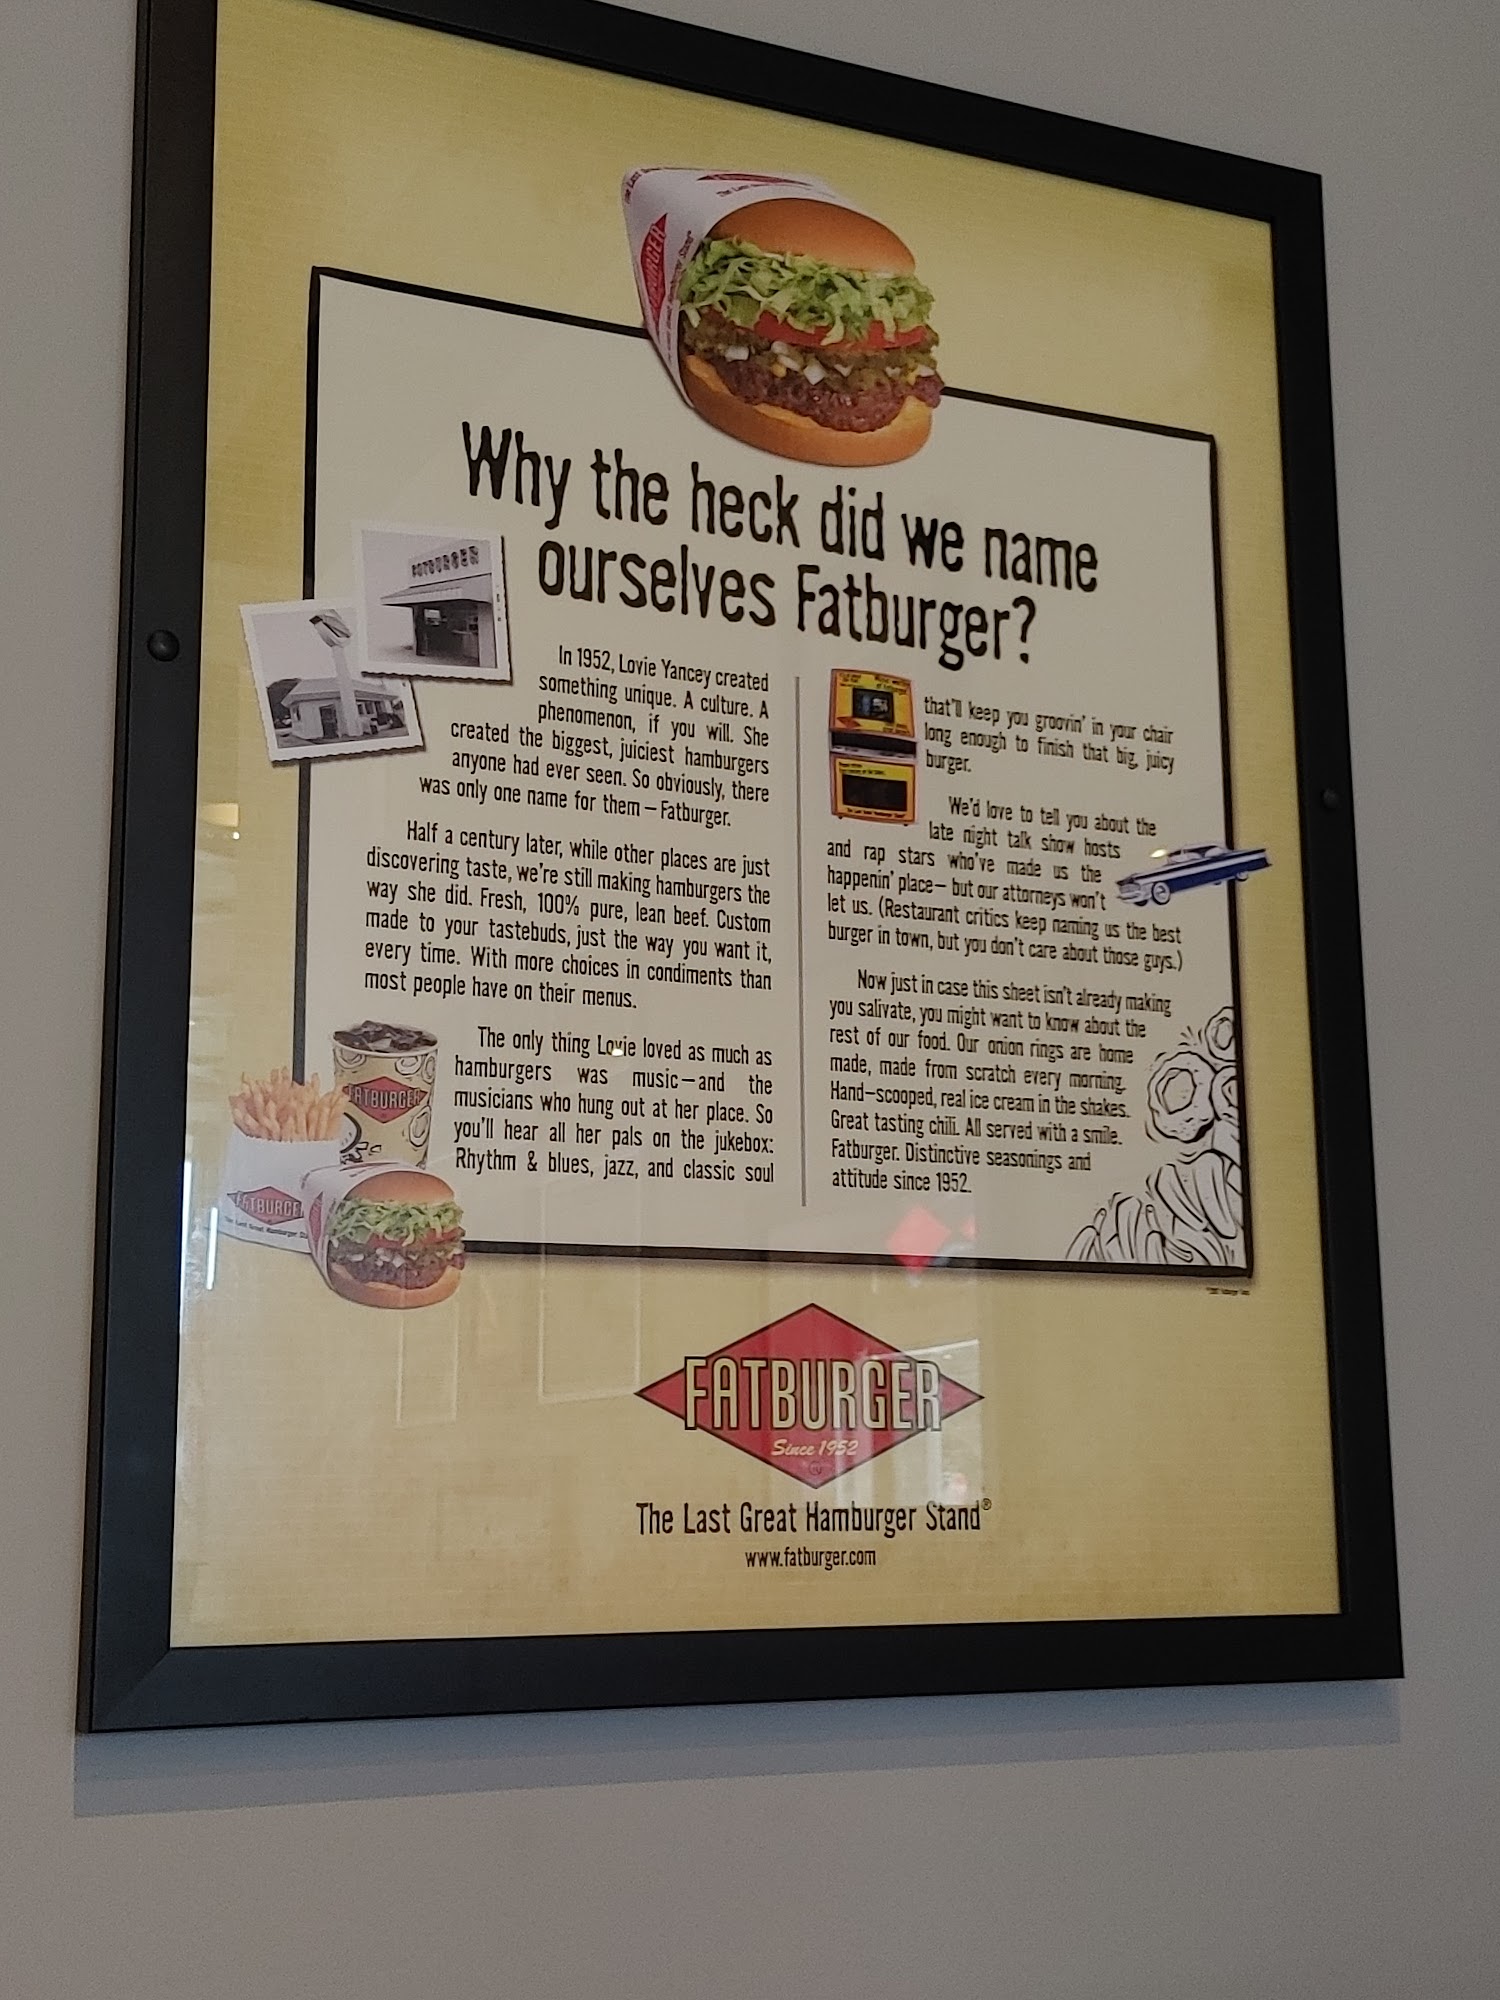 Why the heck did we name
ourselves Fatburger?
FATBURGER
In 1952, Lovie Yancey created
something unique. A culture. A
phenomenon, if you will. She
created the biggest, juiciest hamburgers
anyone had ever seen. So obviously, there
was only one name for them – Fatburger.
Half a century later, while other places are just
discovering taste, we're still making hamburgers the
way she did. Fresh, 100% pure, lean beef. Custom
made to your tastebuds, just the way you want it,
every time. With more choices in condiments than
most people have on their menus.
The only thing Lovie loved as much as
hamburgers was music – and the
musicians who hung out at her place. So
you'll hear all her pals on the jukebox:
Rhythm & blues, jazz, and classic soul
that'll keep you groovin' in your chair
long enough to finish that big, juicy
burger.
We'd love to tell you about the
late night talk show hosts
and rap stars who've made us the
happenin' place– but our attorneys won't
let us. (Restaurant critics keep naming us the best
burger in town, but you don't care about those guys.)
Now just in case this sheet isn't already making
you salivate, you might want to know about the
rest of our food. Our onion rings are home
made, made from scratch every morning.
Hand–scooped, real ice cream in the shakes.
Great tasting chili. All served with a smile.
Fatburger. Distinctive seasonings and
attitude since 1952.
FATBURGER
FATBURGER
The Last Great Hamburger
FATBURGER
Since 1952
The Last Great Hamburger Stand®
www.fatburger.com